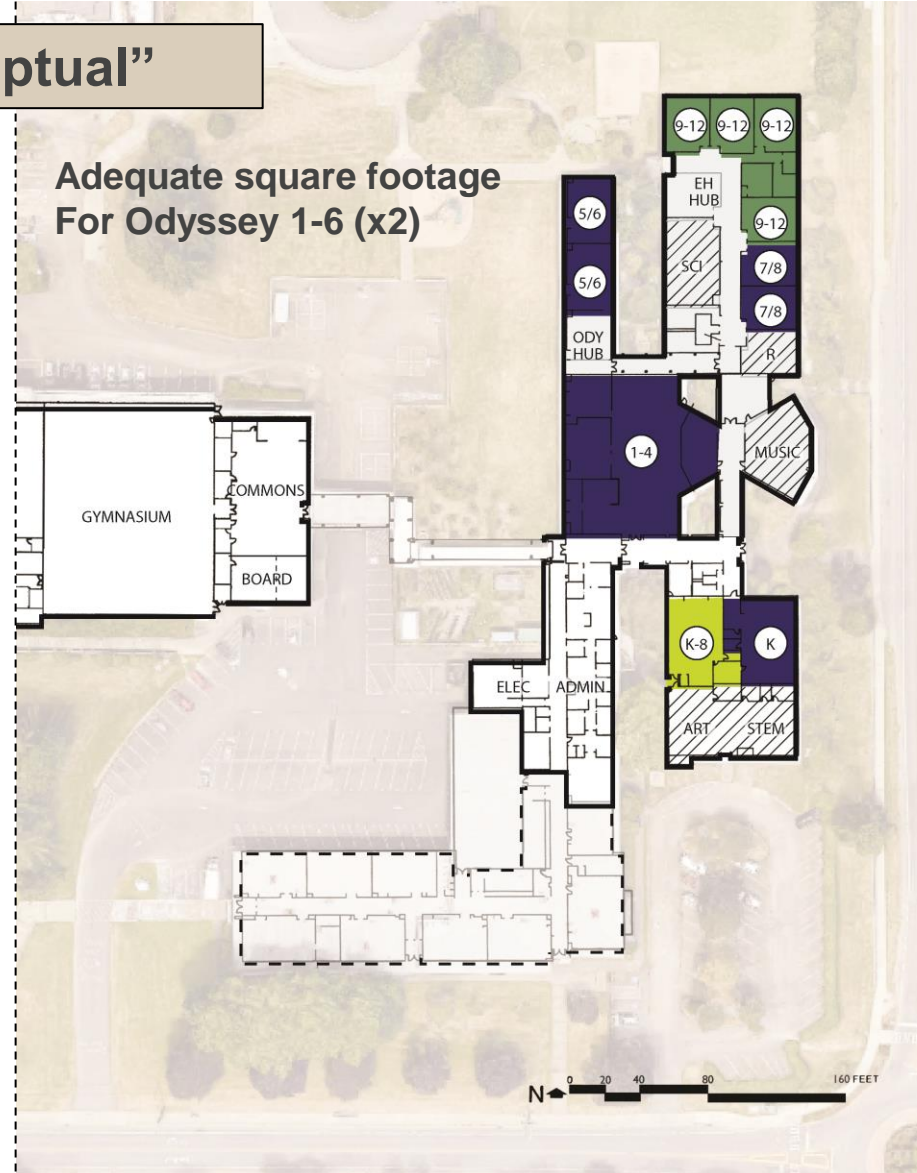 ptual”
Adequate square footage
For Odyssey 1-6 (x2)
9-12
9-12
9-12
5/6
EH
HUB
9-12
SCI
7/8
5/6
7/8
ODY
HUB
R
1-4
MUSIC
COMMONS
GYMNASIUM
BOARD
K-8
K
ELEC
ADMIN
ART
STEM
N
0
20
40
80
160 FEET